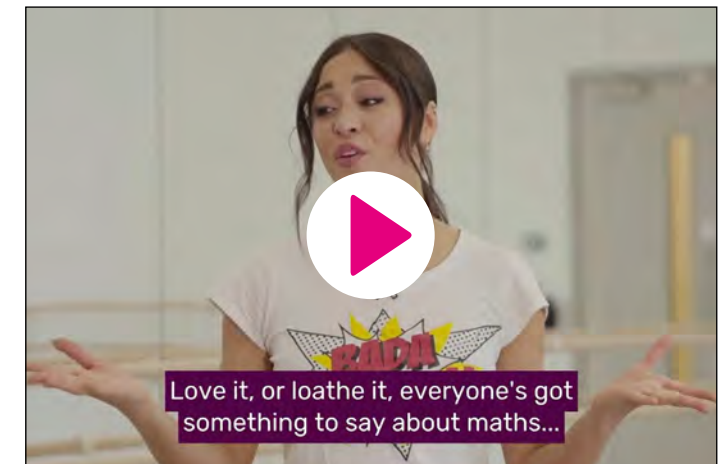 BADA
Love it, or loathe it, everyone's got
something to say about maths...